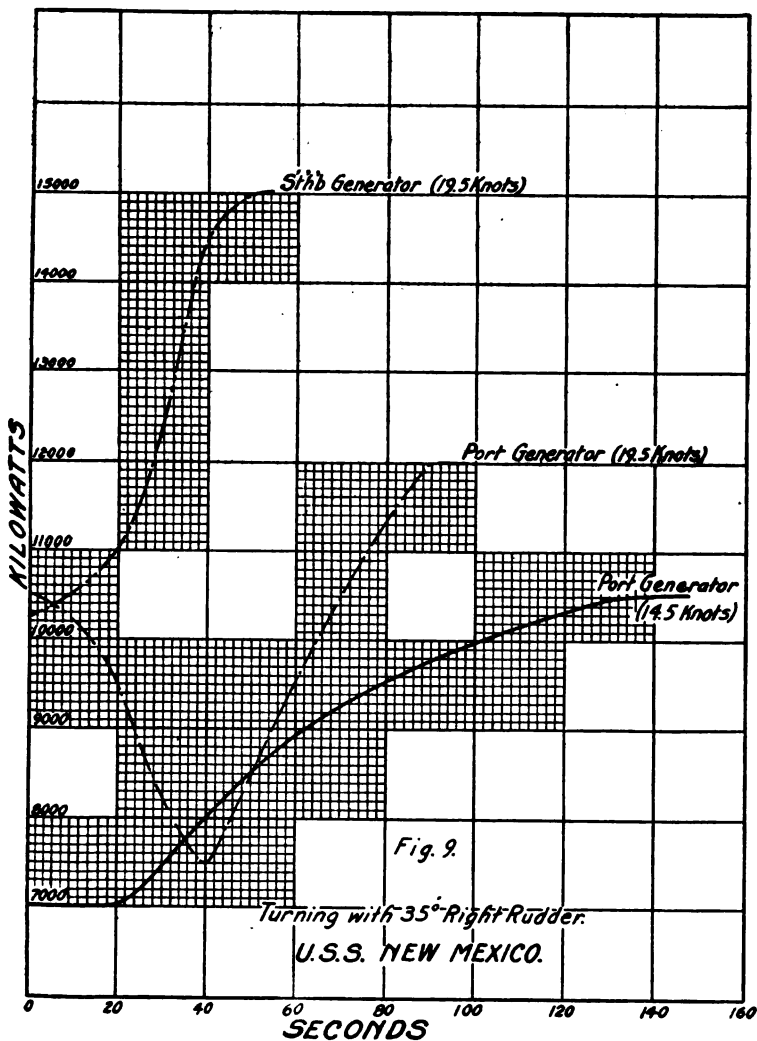 Stbb Generator (19.5 Knots)
15000
14000
13000
12000
Port Generator (19.5 Knots)
11000
Port Generator
(14.5 Knots)
10000
9000
8000
Fig. 9.
7000
Turning with 35° Right Rudder.
U.S.S. NEW MEXICO.
KILOWATTS
0 20 40 60 80 100 120 140 160
SECONDS